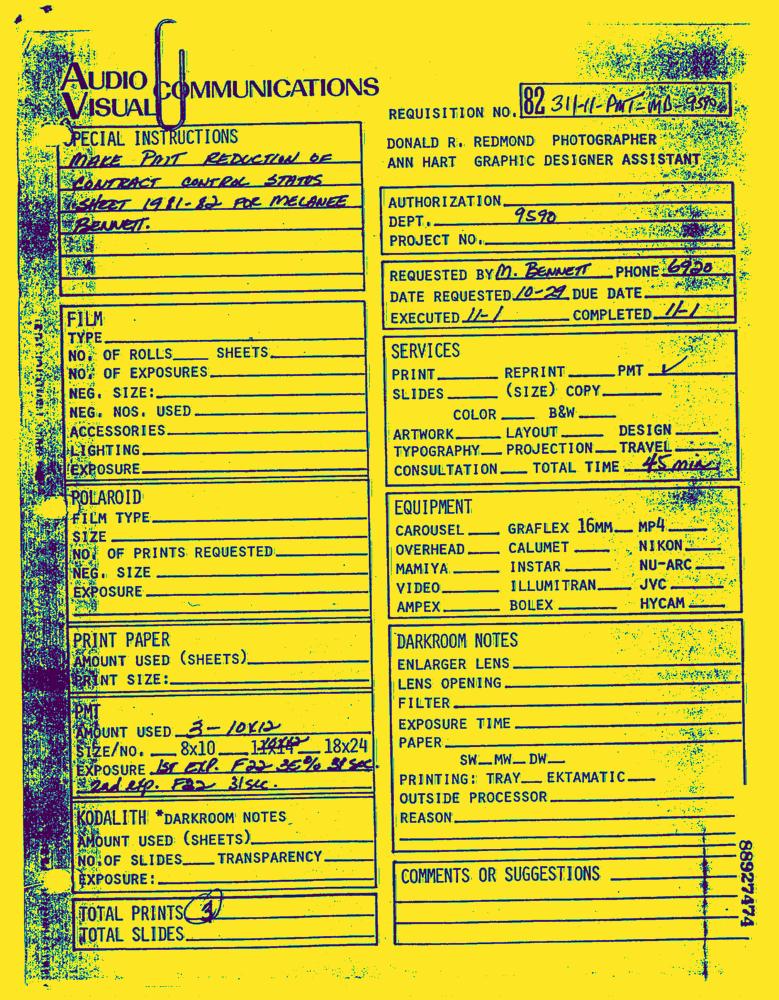 AUDIO VISUAL COMMUNICATIONS
REQUISITION NO. 82 311-11-PMT-MD-9590
DONALD R. REDMOND PHOTOGRAPHER
ANN HART GRAPHIC DESIGNER ASSISTANT
SPECIAL INSTRUCTIONS
MAKE PMT REDUCTION OF
CONTRACT CONTROL STATUS
SHEET 1981-82 FOR MELANEE
BENNETT.
AUTHORIZATION
DEPT. 9590
PROJECT NO.
REQUESTED BY M. BENNETT PHONE 6920
DATE REQUESTED 10-29 DUE DATE
EXECUTED 11-1 COMPLETED 11-1
FILM
TYPE
NO. OF ROLLS SHEETS
NO. OF EXPOSURES
NEG. SIZE:
NEG. NOS. USED
ACCESSORIES
LIGHTING
EXPOSURE
SERVICES
PRINT REPRINT PMT ✓
SLIDES (SIZE) COPY
COLOR B&W
ARTWORK LAYOUT DESIGN
TYPOGRAPHY PROJECTION TRAVEL
CONSULTATION TOTAL TIME 45 min
POLAROID
FILM TYPE
SIZE
NO. OF PRINTS REQUESTED
NEG. SIZE
EXPOSURE
EQUIPMENT
CAROUSEL GRAFLEX 16MM MP4
OVERHEAD CALUMET NIKON
MAMIYA INSTAR NU-ARC
VIDEO ILLUMITRAN JVC
AMPEX BOLEX HYCAM
PRINT PAPER
AMOUNT USED (SHEETS)
PRINT SIZE:
PMT
AMOUNT USED 3-10X12
SIZE/NO. 8x10 18x24
EXPOSURE 1ST EXP. F22 35% 31 SEC.
2nd exp. F22 31 sec.
DARKROOM NOTES
ENLARGER LENS
LENS OPENING
FILTER
EXPOSURE TIME
PAPER
SW MW DW
PRINTING: TRAY EKTAMATIC
OUTSIDE PROCESSOR
REASON
KODALITH *DARKROOM NOTES
AMOUNT USED (SHEETS)
NO. OF SLIDES TRANSPARENCY
EXPOSURE:
COMMENTS OR SUGGESTIONS
TOTAL PRINTS
TOTAL SLIDES
88927474